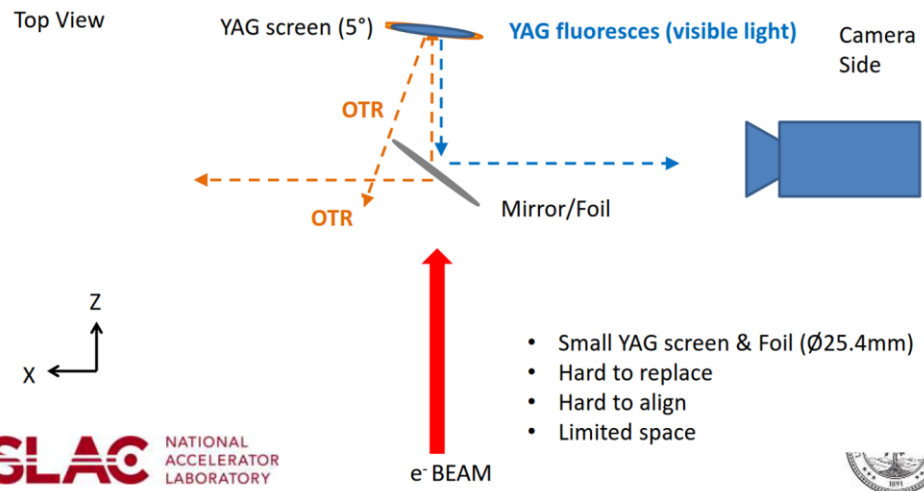 Top View
YAG screen (5°)
YAG fluoresces (visible light)
Camera
Side
OTR
OTR
Mirror/Foil
Z
X
• Small YAG screen & Foil (Ø25.4mm)
• Hard to replace
• Hard to align
• Limited space
SLAC
NATIONAL
ACCELERATOR
LABORATORY
e⁻ BEAM
1891